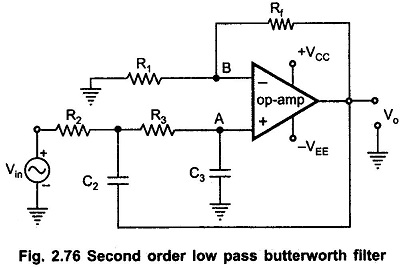 Rf
+VCC
R1
B
−
op-amp
R2
R3
A
+
−VEE
Vo
+
Vin
−
C2
C3
Fig. 2.76 Second order low pass butterworth filter